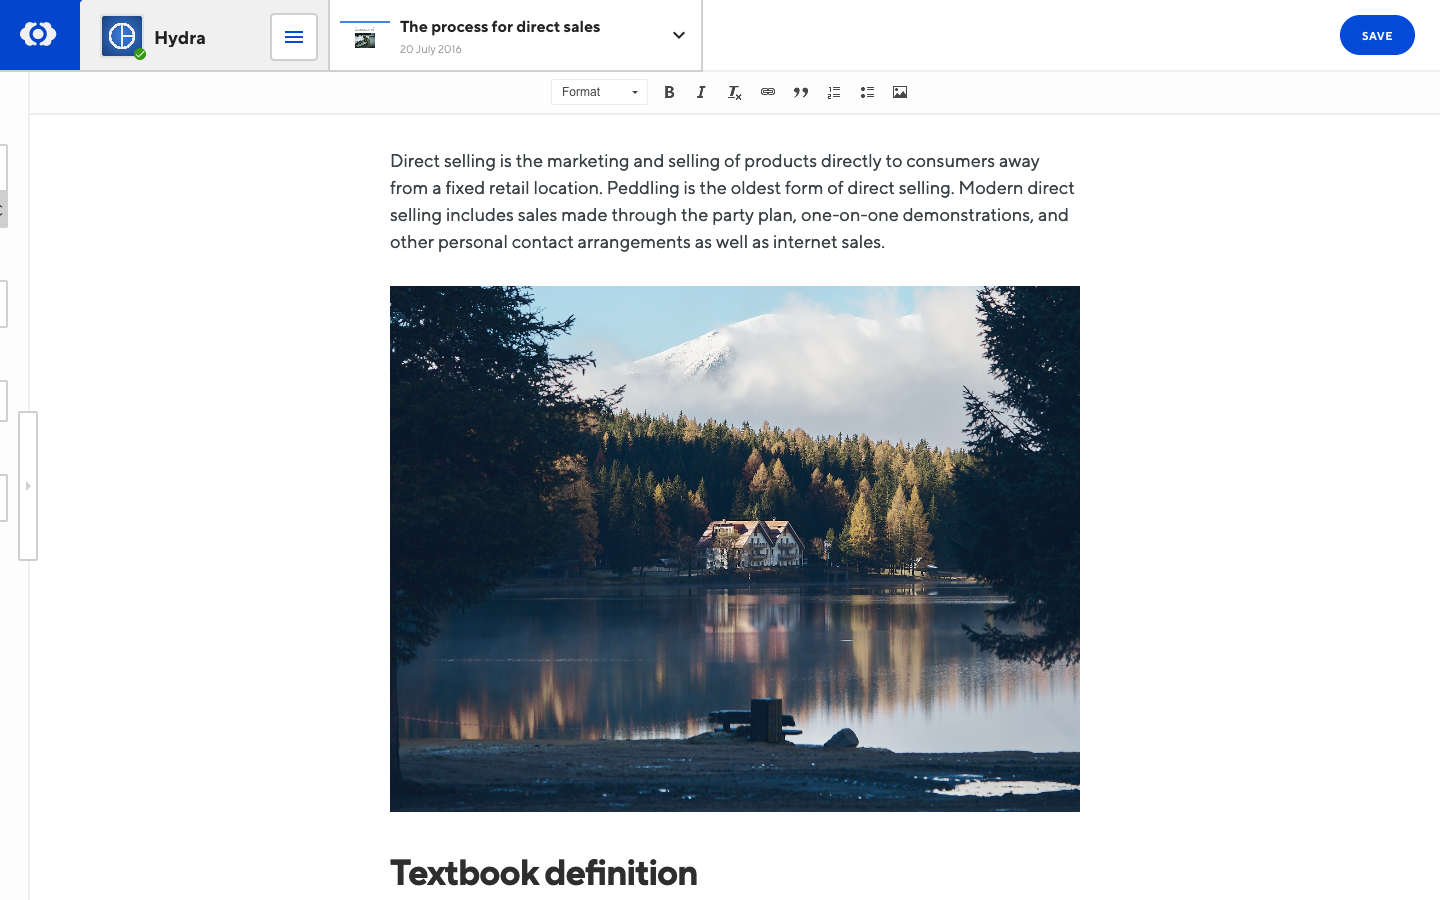 Hydra
The process for direct sales
20 July 2016
SAVE
Format
Direct selling is the marketing and selling of products directly to consumers away
from a fixed retail location. Peddling is the oldest form of direct selling. Modern direct
selling includes sales made through the party plan, one-on-one demonstrations, and
other personal contact arrangements as well as internet sales.
Textbook definition